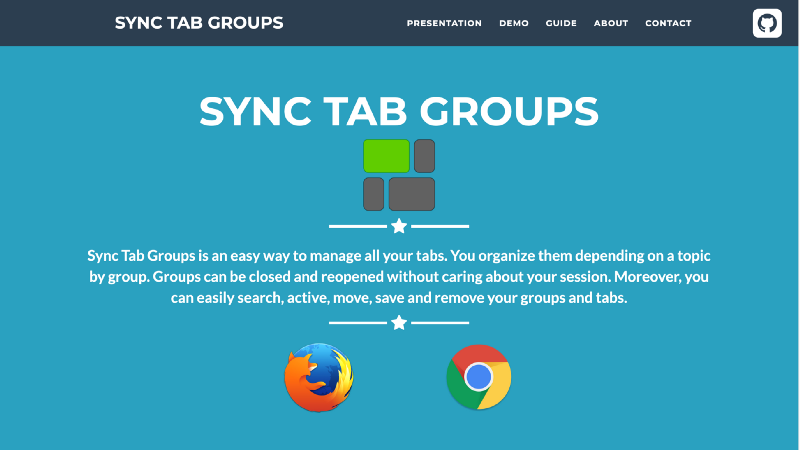 SYNC TAB GROUPS
PRESENTATION DEMO GUIDE ABOUT CONTACT
SYNC TAB GROUPS
Sync Tab Groups is an easy way to manage all your tabs. You organize them depending on a topic
by group. Groups can be closed and reopened without caring about your session. Moreover, you
can easily search, active, move, save and remove your groups and tabs.